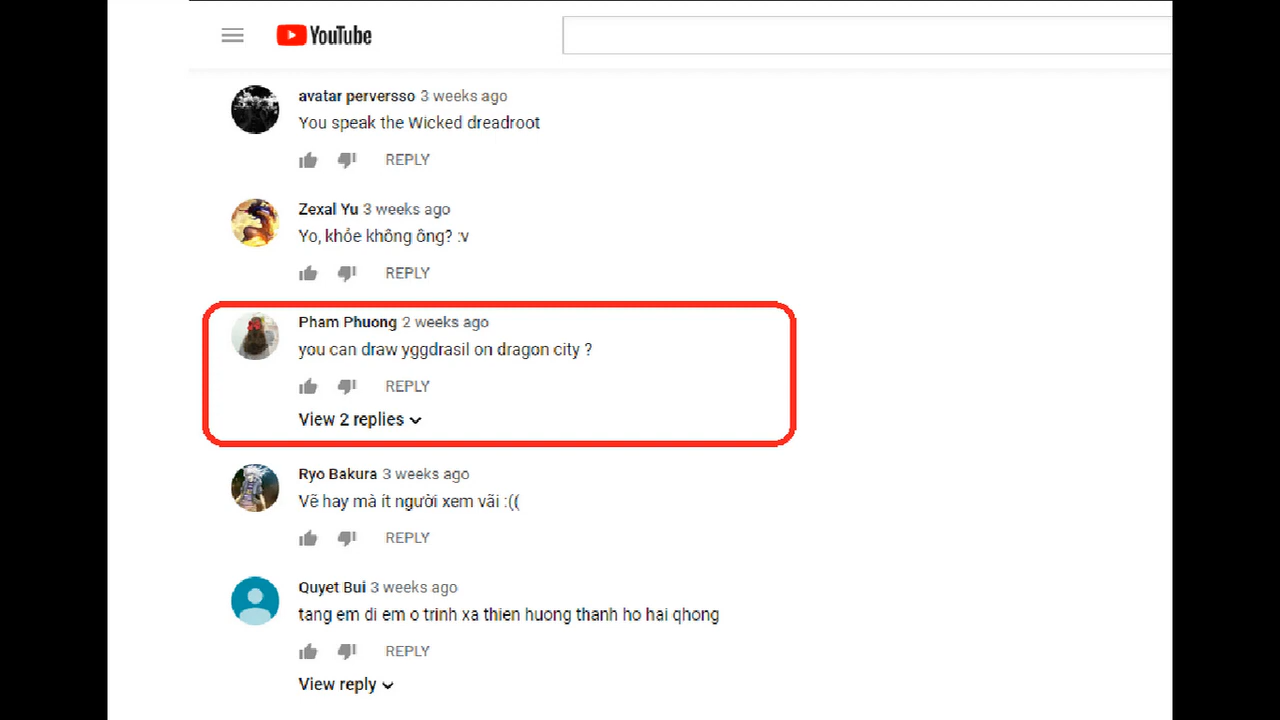 YouTube
avatar perversso 3 weeks ago
You speak the Wicked dreadroot
REPLY
Zexal Yu 3 weeks ago
Yo, khỏe không ông? :v
REPLY
Pham Phuong 2 weeks ago
you can draw yggdrasil on dragon city ?
REPLY
View 2 replies
Ryo Bakura 3 weeks ago
Vẽ hay mà ít người xem vãi :((
REPLY
Quyet Bui 3 weeks ago
tang em di em o trinh xa thien huong thanh ho hai qhong
REPLY
View reply